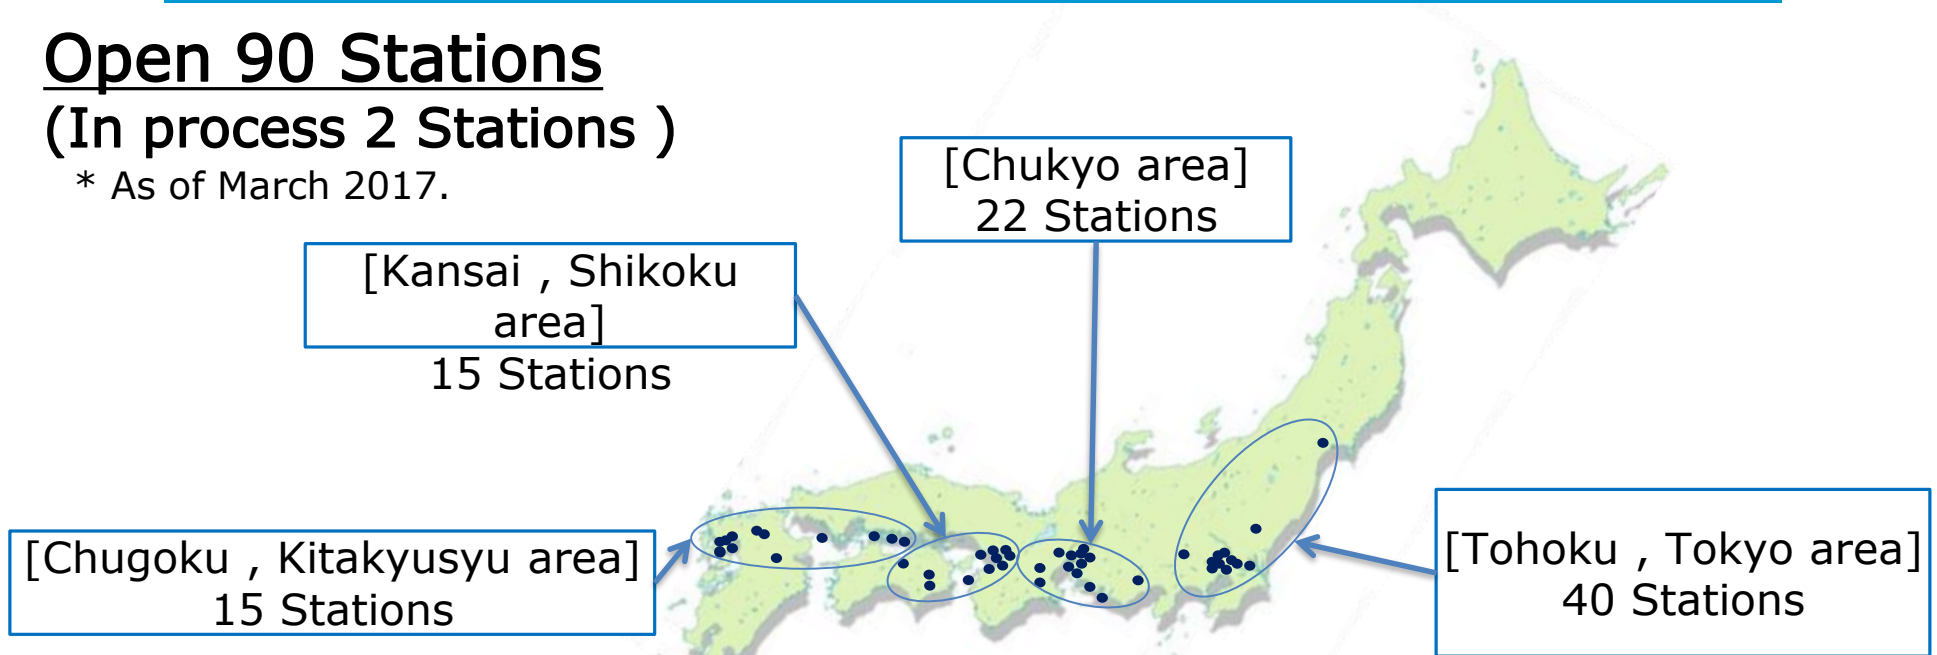 Open 90 Stations
(In process 2 Stations )
* As of March 2017.
[Chukyo area]
22 Stations
[Kansai , Shikoku
area]
15 Stations
[Chugoku , Kitakyusyu area]
15 Stations
[Tohoku , Tokyo area]
40 Stations